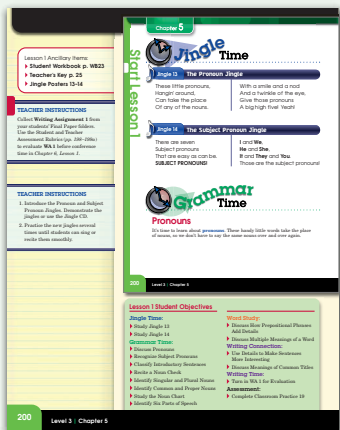 Lesson 1 Ancillary Items:
Student Workbook p. WB23
Teacher's Key p. 25
Jingle Posters 13-14
TEACHER INSTRUCTIONS
Collect Writing Assignment 1 from
your students' Final Paper folders.
Use the Student and Teacher
Assessment Rubrics
to evaluate WA 1 before conference
time in Chapter 6, Lesson 1.
TEACHER INSTRUCTIONS
1. Introduce the Pronoun and Subject
Pronoun Jingles. Demonstrate the
jingles or use the Jingle CD.
2. Practice the new jingles several
times until students can sing or
recite them smoothly.
Chapter 5
Start Lesson 1
Jingle
Time
Jingle 13 The Pronoun Jingle
These little pronouns,
Hangin' around,
Can take the place
Of any of the nouns.
With a smile and a nod
And a twinkle of the eye,
Give those pronouns
A big high five! Yeah!
Jingle 14 The Subject Pronoun Jingle
There are seven
Subject pronouns
That are easy as can be.
SUBJECT PRONOUNS!
I and We,
He and She,
It and They and You.
Those are the subject pronouns!
Grammar
Time
Pronouns
It's time to learn about pronouns. These handy little words take the place
of nouns, so we don't have to say the same nouns over and over again.
200 Level 3 | Chapter 5
Lesson 1 Student Objectives
Jingle Time:
Study Jingle 13
Study Jingle 14
Grammar Time:
Discuss Pronouns
Recognize Subject Pronouns
Classify Introductory Sentences
Recite a Noun Check
Identify Singular and Plural Nouns
Identify Common and Proper Nouns
Study the Noun Chart
Identify Six Parts of Speech
Word Study:
Discuss How Prepositional Phrases
Add Details
Discuss Multiple Meanings of a Word
Writing Connection:
Use Details to Make Sentences
More Interesting
Discuss Meanings of Common Titles
Writing Time:
Turn in WA 1 for Evaluation
Assessment:
Complete Classroom Practice 19
200 Level 3 | Chapter 5